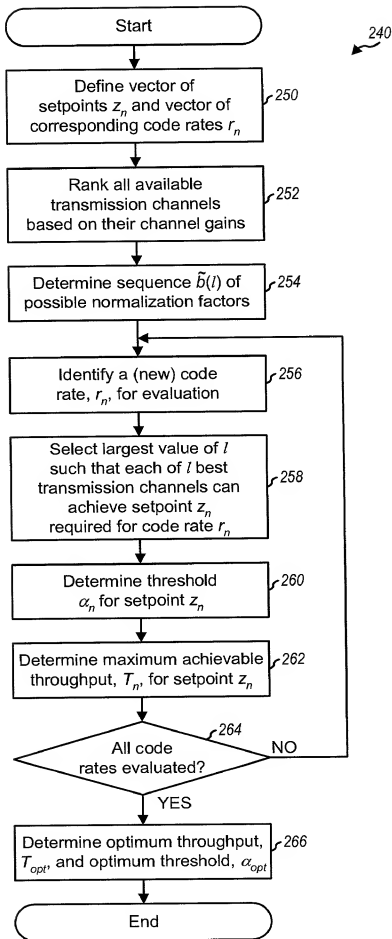 Start
240
Define vector of
setpoints zn and vector of
corresponding code rates rn
250
Rank all available
transmission channels
based on their channel gains
252
Determine sequence b̃(l) of
possible normalization factors
254
Identify a (new) code
rate, rn, for evaluation
256
Select largest value of l
such that each of l best
transmission channels can
achieve setpoint zn
required for code rate rn
258
Determine threshold
αn for setpoint zn
260
Determine maximum achievable
throughput, Tn, for setpoint zn
262
264
All code
rates evaluated?
NO
YES
Determine optimum throughput,
Topt, and optimum threshold, αopt
266
End